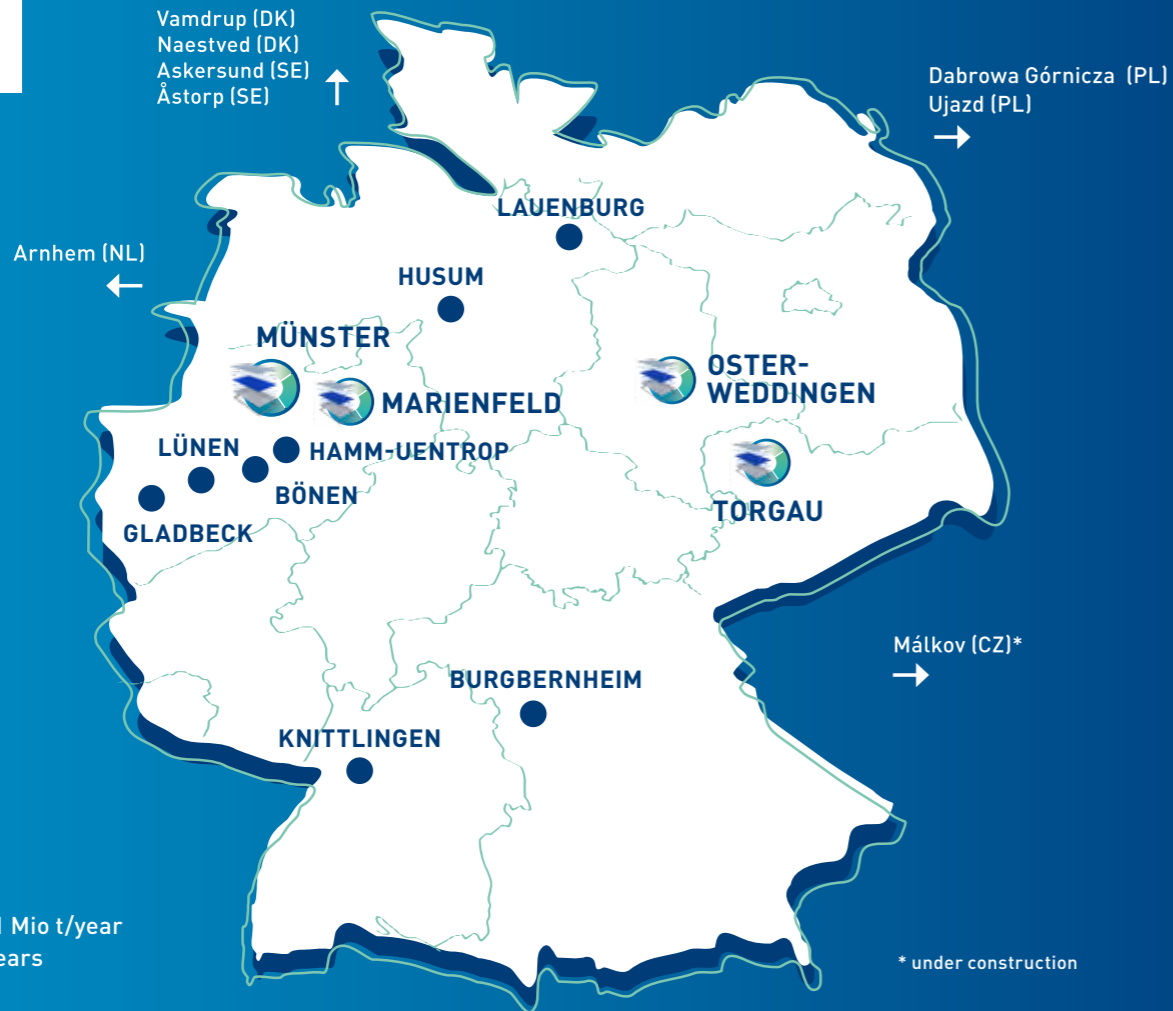 Vamdrup (DK)
Naestved (DK)
Askersund (SE)
Åstorp (SE)
Dabrowa Górnicza (PL)
Ujazd (PL)
Arnhem (NL)
LAUENBURG
HUSUM
MÜNSTER
MARIENFELD
OSTER-
WEDDINGEN
LÜNEN
HAMM-UENTROP
BÖNEN
GLADBECK
TORGAU
Málkov (CZ)*
BURGBERNHEIM
KNITTLINGEN
Mio t/year
* under construction